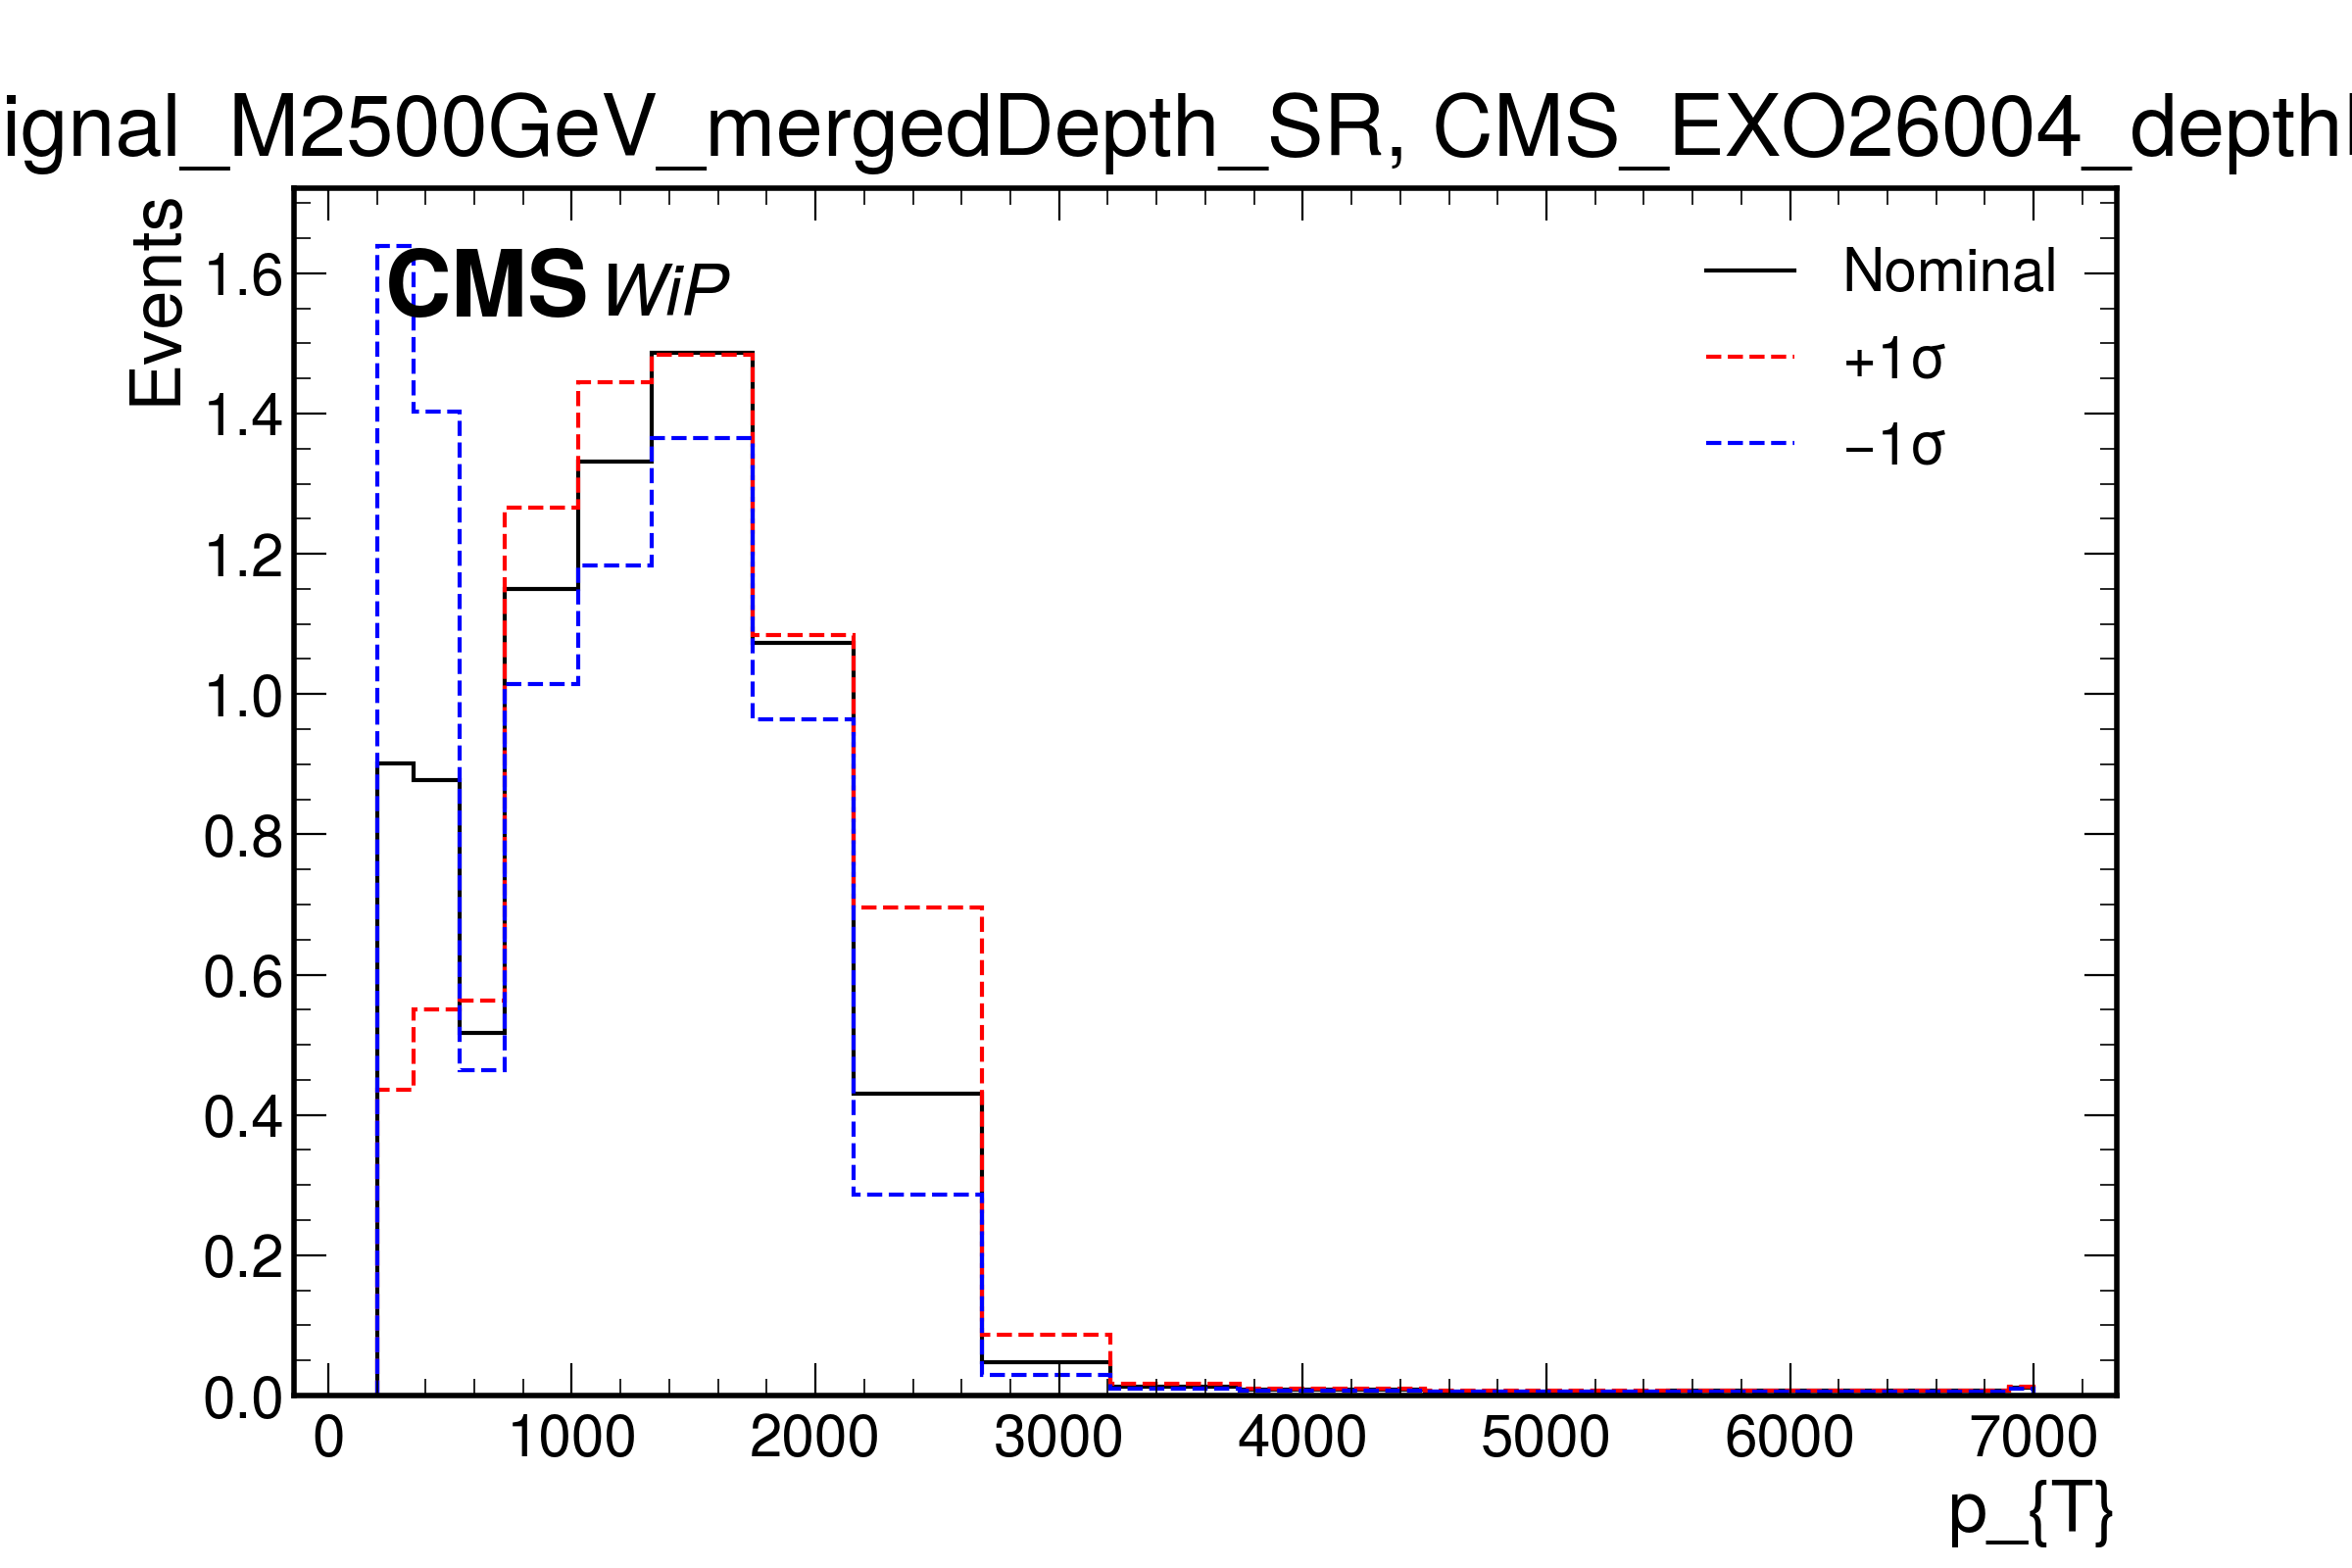 ignal_M2500GeV_mergedDepth_SR, CMS_EXO26004_depth
Events
CMS WiP
Nominal
+1σ
−1σ
1.6
1.4
1.2
1.0
0.8
0.6
0.4
0.2
0.0
0 1000 2000 3000 4000 5000 6000 7000
p_{T}